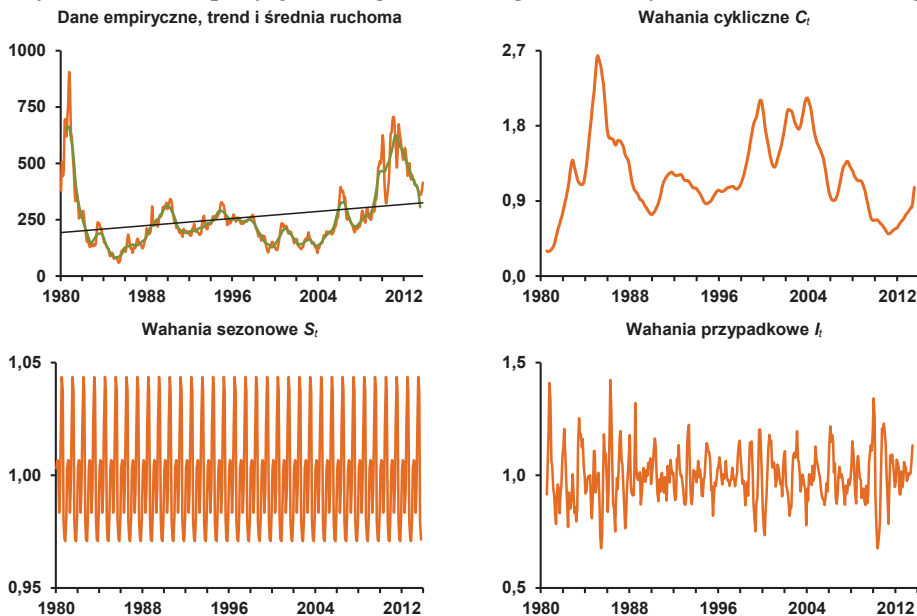 Dane empiryczne, trend i średnia ruchoma
1000
750
500
250
0
1980 1988 1996 2004 2012
Wahania cykliczne Cₜ
2,7
1,8
0,9
0,0
1980 1988 1996 2004 2012
Wahania sezonowe Sₜ
1,05
1,00
0,95
1980 1988 1996 2004 2012
Wahania przypadkowe Iₜ
1,5
1,0
0,5
1980 1988 1996 2004 2012